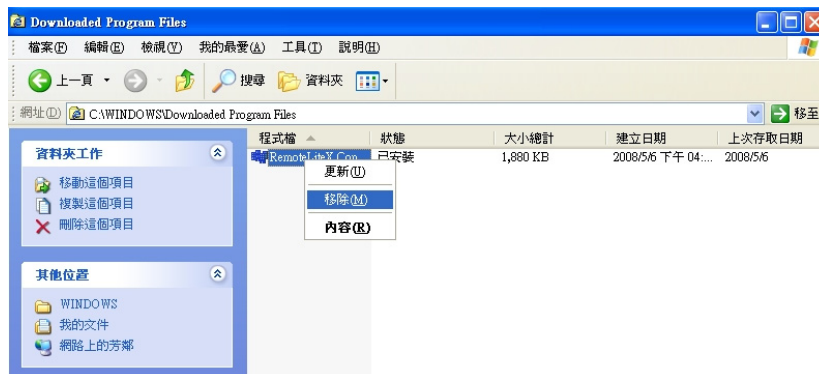 Downloaded Program Files
檔案(F) 編輯(E) 檢視(V) 我的最愛(A) 工具(T) 說明(H)
上一頁 搜尋 資料夾
網址(D) C:\WINDOWS\Downloaded Program Files 移至
程式檔 狀態 大小總計 建立日期 上次存取日期
RemoteLiteX Con... 已安裝 1,880 KB 2008/5/6 下午 04:... 2008/5/6
更新(U)
移除(M)
內容(R)
資料夾工作
移動這個項目
複製這個項目
刪除這個項目
其他位置
WINDOWS
我的文件
網路上的芳鄰